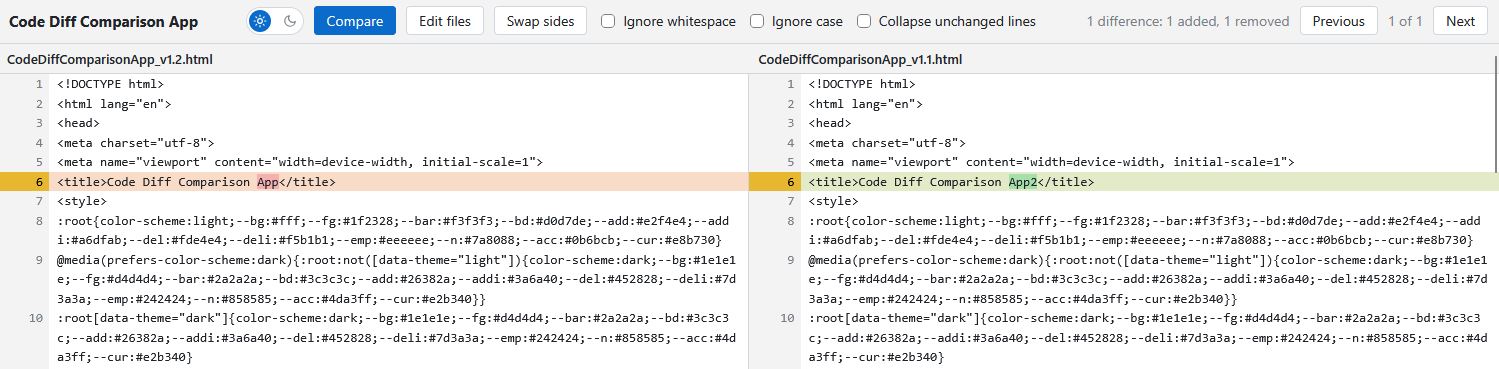 Code Diff Comparison App Compare Edit files Swap sides Ignore whitespace Ignore case Collapse unchanged lines 1 difference: 1 added, 1 removed Previous 1 of 1 Next
CodeDiffComparisonApp_v1.2.html
1 <!DOCTYPE html>
2 <html lang="en">
3 <head>
4 <meta charset="utf-8">
5 <meta name="viewport" content="width=device-width, initial-scale=1">
6 <title>Code Diff Comparison App</title>
7 <style>
8 :root{color-scheme:light;--bg:#fff;--fg:#1f2328;--bar:#f3f3f3;--bd:#d0d7de;--add:#e2f4e4;--add
i:#a6dfab;--del:#fde4e4;--deli:#f5b1b1;--emp:#eeeeee;--n:#7a8088;--acc:#0b6bcb;--cur:#e8b730}
9 @media(prefers-color-scheme:dark){:root:not([data-theme="light"]){color-scheme:dark;--bg:#1e1e1
e;--fg:#d4d4d4;--bar:#2a2a2a;--bd:#3c3c3c;--add:#26382a;--addi:#3a6a40;--del:#452828;--deli:#7d
3a3a;--emp:#242424;--n:#858585;--acc:#4da3ff;--cur:#e2b340}}
10 :root[data-theme="dark"]{color-scheme:dark;--bg:#1e1e1e;--fg:#d4d4d4;--bar:#2a2a2a;--bd:#3c3c3
c;--add:#26382a;--addi:#3a6a40;--del:#452828;--deli:#7d3a3a;--emp:#242424;--n:#858585;--acc:#4d
a3ff;--cur:#e2b340}
CodeDiffComparisonApp_v1.1.html
1 <!DOCTYPE html>
2 <html lang="en">
3 <head>
4 <meta charset="utf-8">
5 <meta name="viewport" content="width=device-width, initial-scale=1">
6 <title>Code Diff Comparison App2</title>
7 <style>
8 :root{color-scheme:light;--bg:#fff;--fg:#1f2328;--bar:#f3f3f3;--bd:#d0d7de;--add:#e2f4e4;--add
i:#a6dfab;--del:#fde4e4;--deli:#f5b1b1;--emp:#eeeeee;--n:#7a8088;--acc:#0b6bcb;--cur:#e8b730}
9 @media(prefers-color-scheme:dark){:root:not([data-theme="light"]){color-scheme:dark;--bg:#1e1e1
e;--fg:#d4d4d4;--bar:#2a2a2a;--bd:#3c3c3c;--add:#26382a;--addi:#3a6a40;--del:#452828;--deli:#7d
3a3a;--emp:#242424;--n:#858585;--acc:#4da3ff;--cur:#e2b340}}
10 :root[data-theme="dark"]{color-scheme:dark;--bg:#1e1e1e;--fg:#d4d4d4;--bar:#2a2a2a;--bd:#3c3c3
c;--add:#26382a;--addi:#3a6a40;--del:#452828;--deli:#7d3a3a;--emp:#242424;--n:#858585;--acc:#4d
a3ff;--cur:#e2b340}